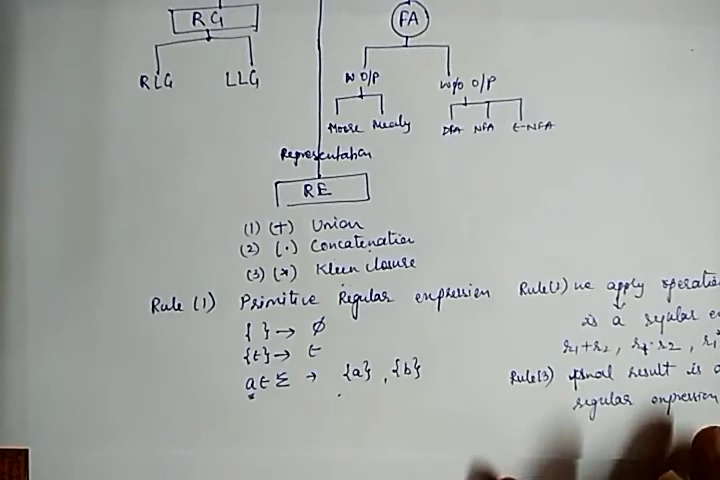 RG
FA
RLG LLG
W O/P W/o O/P
Moore Mealy DFA NFA ε-NFA
Representation
RE
(1) (+) Union
(2) (.) Concatenation
(3) (*) Kleen closure
Rule (1) Primitive Regular expression
{ } → ϕ
{ε} → ε
a ∈ Σ → {a} , {b}
we apply operation
is a regular
r1+r2, r1.r2, r1*
Rule(3) final result is a
regular expression